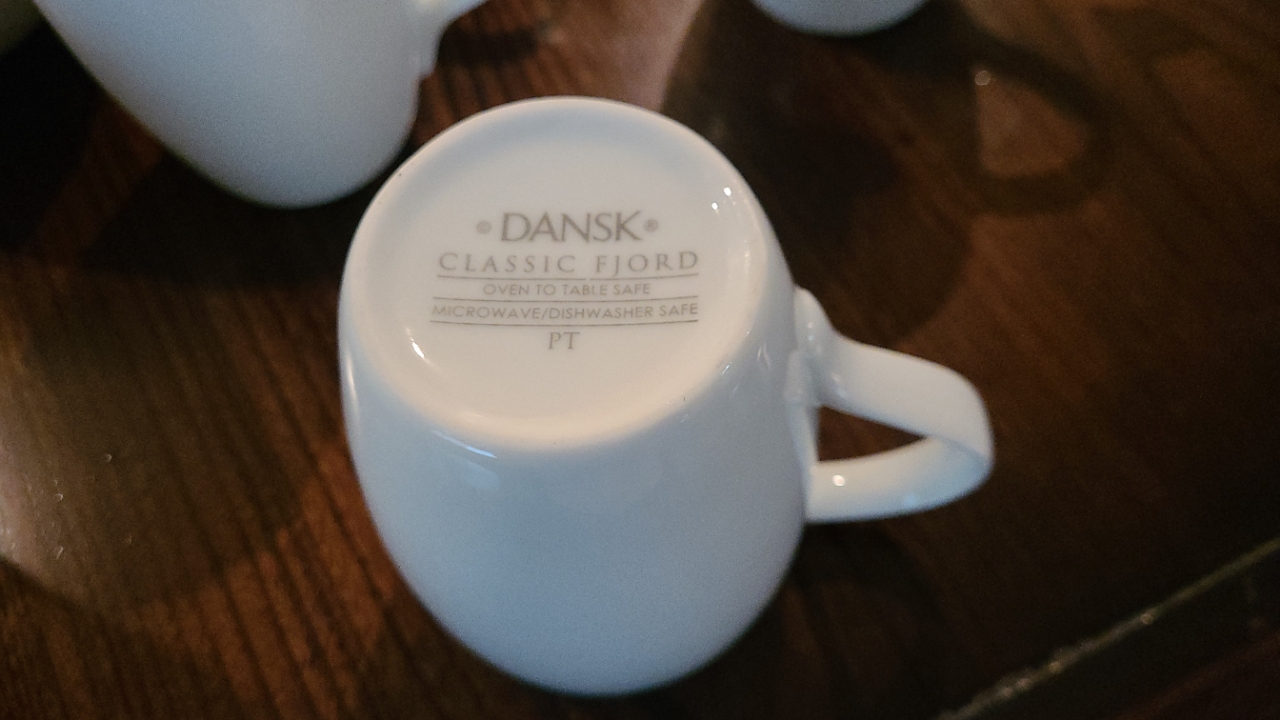 ® DANSK®
CLASSIC FJORD
OVEN TO TABLE SAFE
MICROWAVE/DISHWASHER SAFE
PT